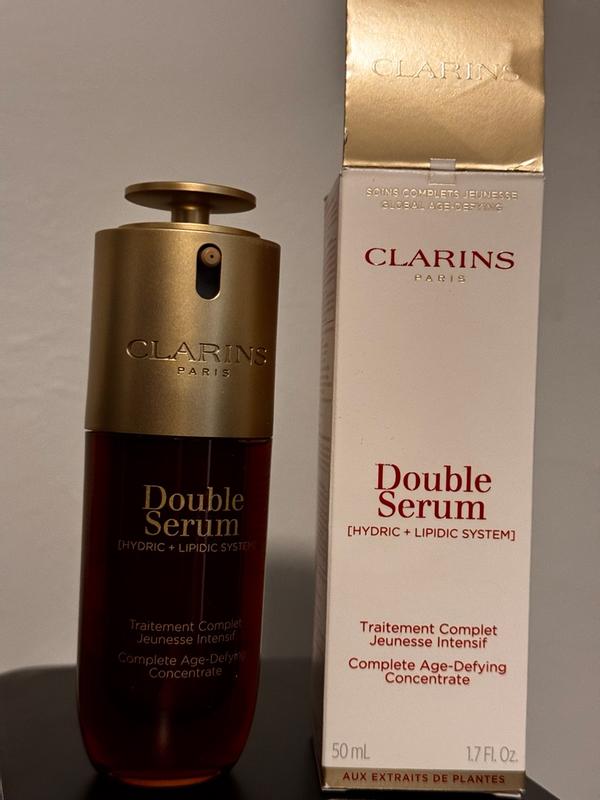 CLARINS
PARIS
Double
Serum
[HYDRIC + LIPIDIC SYSTEM]
Traitement Complet
Jeunesse Intensif
Complete Age-Defying
Concentrate
CLARINS
SOINS COMPLETS JEUNESSE
GLOBAL AGE-DEFYING
CLARINS
PARIS
Double
Serum
[HYDRIC + LIPIDIC SYSTEM]
Traitement Complet
Jeunesse Intensif
Complete Age-Defying
Concentrate
50 mL 1.7 Fl. Oz.
AUX EXTRAITS DE PLANTES